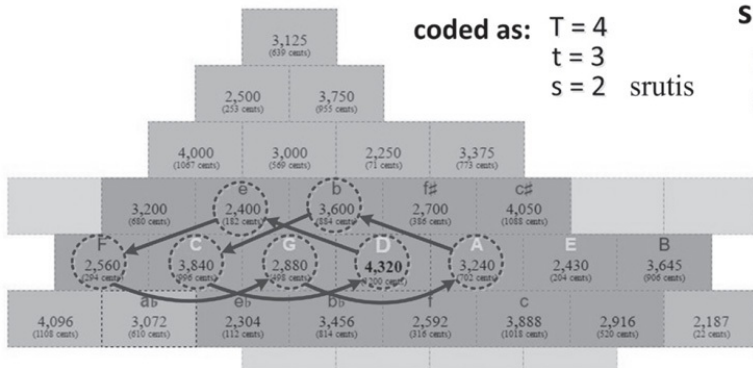 S
coded as: T = 4
t = 3
s = 2 srutis
3,125
(639 cents)
2,500 3,750
(253 cents) (955 cents)
4,000 3,000 2,250 3,375
(1067 cents) (569 cents) (71 cents) (773 cents)
e b f♯ c♯
3,200 2,400 3,600 2,700 4,050
(680 cents) (182 cents) (884 cents) (386 cents) (1088 cents)
F C G D A E B
2,560 3,840 2,880 4,320 3,240 2,430 3,645
(294 cents) (996 cents) (498 cents) (1200 cents) (702 cents) (204 cents) (906 cents)
a♭ e♭ b♭ f c
4,096 3,072 2,304 3,456 2,592 3,888 2,916 2,187
(1108 cents) (610 cents) (112 cents) (814 cents) (316 cents) (1018 cents) (520 cents) (22 cents)